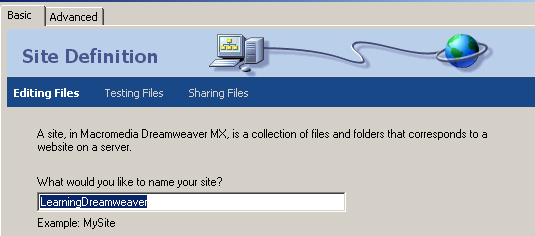 Basic Advanced
Site Definition
Editing Files Testing Files Sharing Files
A site, in Macromedia Dreamweaver MX, is a collection of files and folders that corresponds to a
website on a server.
What would you like to name your site?
LearningDreamweaver
Example: MySite